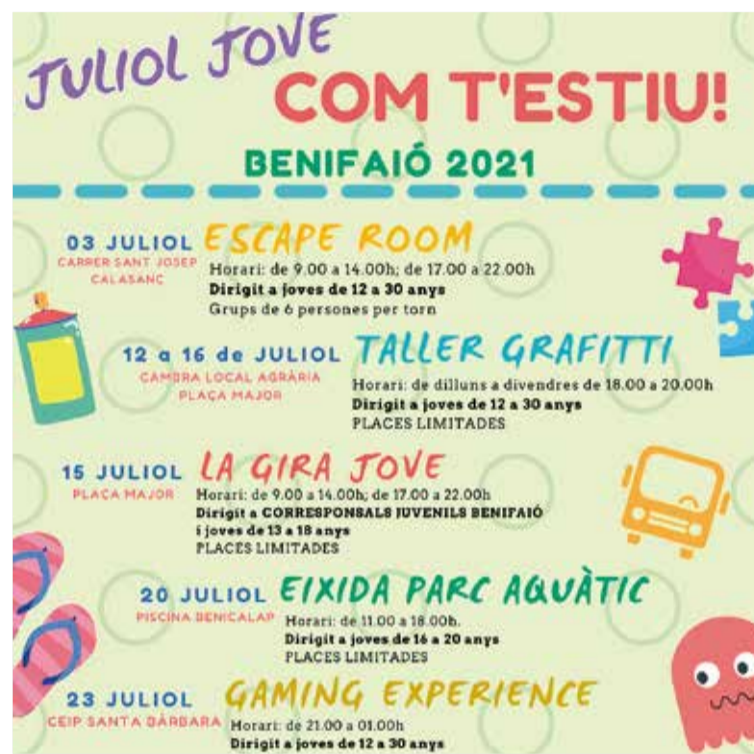 JULIOL JOVE
COM T'ESTIU!
BENIFAIÓ 2021
03 JULIOL ESCAPE ROOM
CARRER SANT JOSEP
CALASANÇ
Horari: de 9.00 a 14.00h; de 17.00 a 22.00h
Dirigit a joves de 12 a 30 anys
Grups de 6 persones per torn
12 a 16 de JULIOL TALLER GRAFITTI
CAMBRA LOCAL AGRÀRIA
PLAÇA MAJOR
Horari: de dilluns a divendres de 18.00 a 20.00h
Dirigit a joves de 12 a 30 anys
PLACES LIMITADES
15 JULIOL LA GIRA JOVE
PLAÇA MAJOR
Horari: de 9.00 a 14.00h; de 17.00 a 22.00h
Dirigit a CORRESPONSALS JUVENILS BENIFAIÓ
i joves de 13 a 18 anys
PLACES LIMITADES
20 JULIOL EIXIDA PARC AQUÀTIC
PISCINA BENICALAP
Horari: de 11.00 a 18.00h.
Dirigit a joves de 16 a 20 anys
PLACES LIMITADES
23 JULIOL GAMING EXPERIENCE
CEIP SANTA BÀRBARA
Horari: de 21.00 a 01.00h
Dirigit a joves de 12 a 30 anys